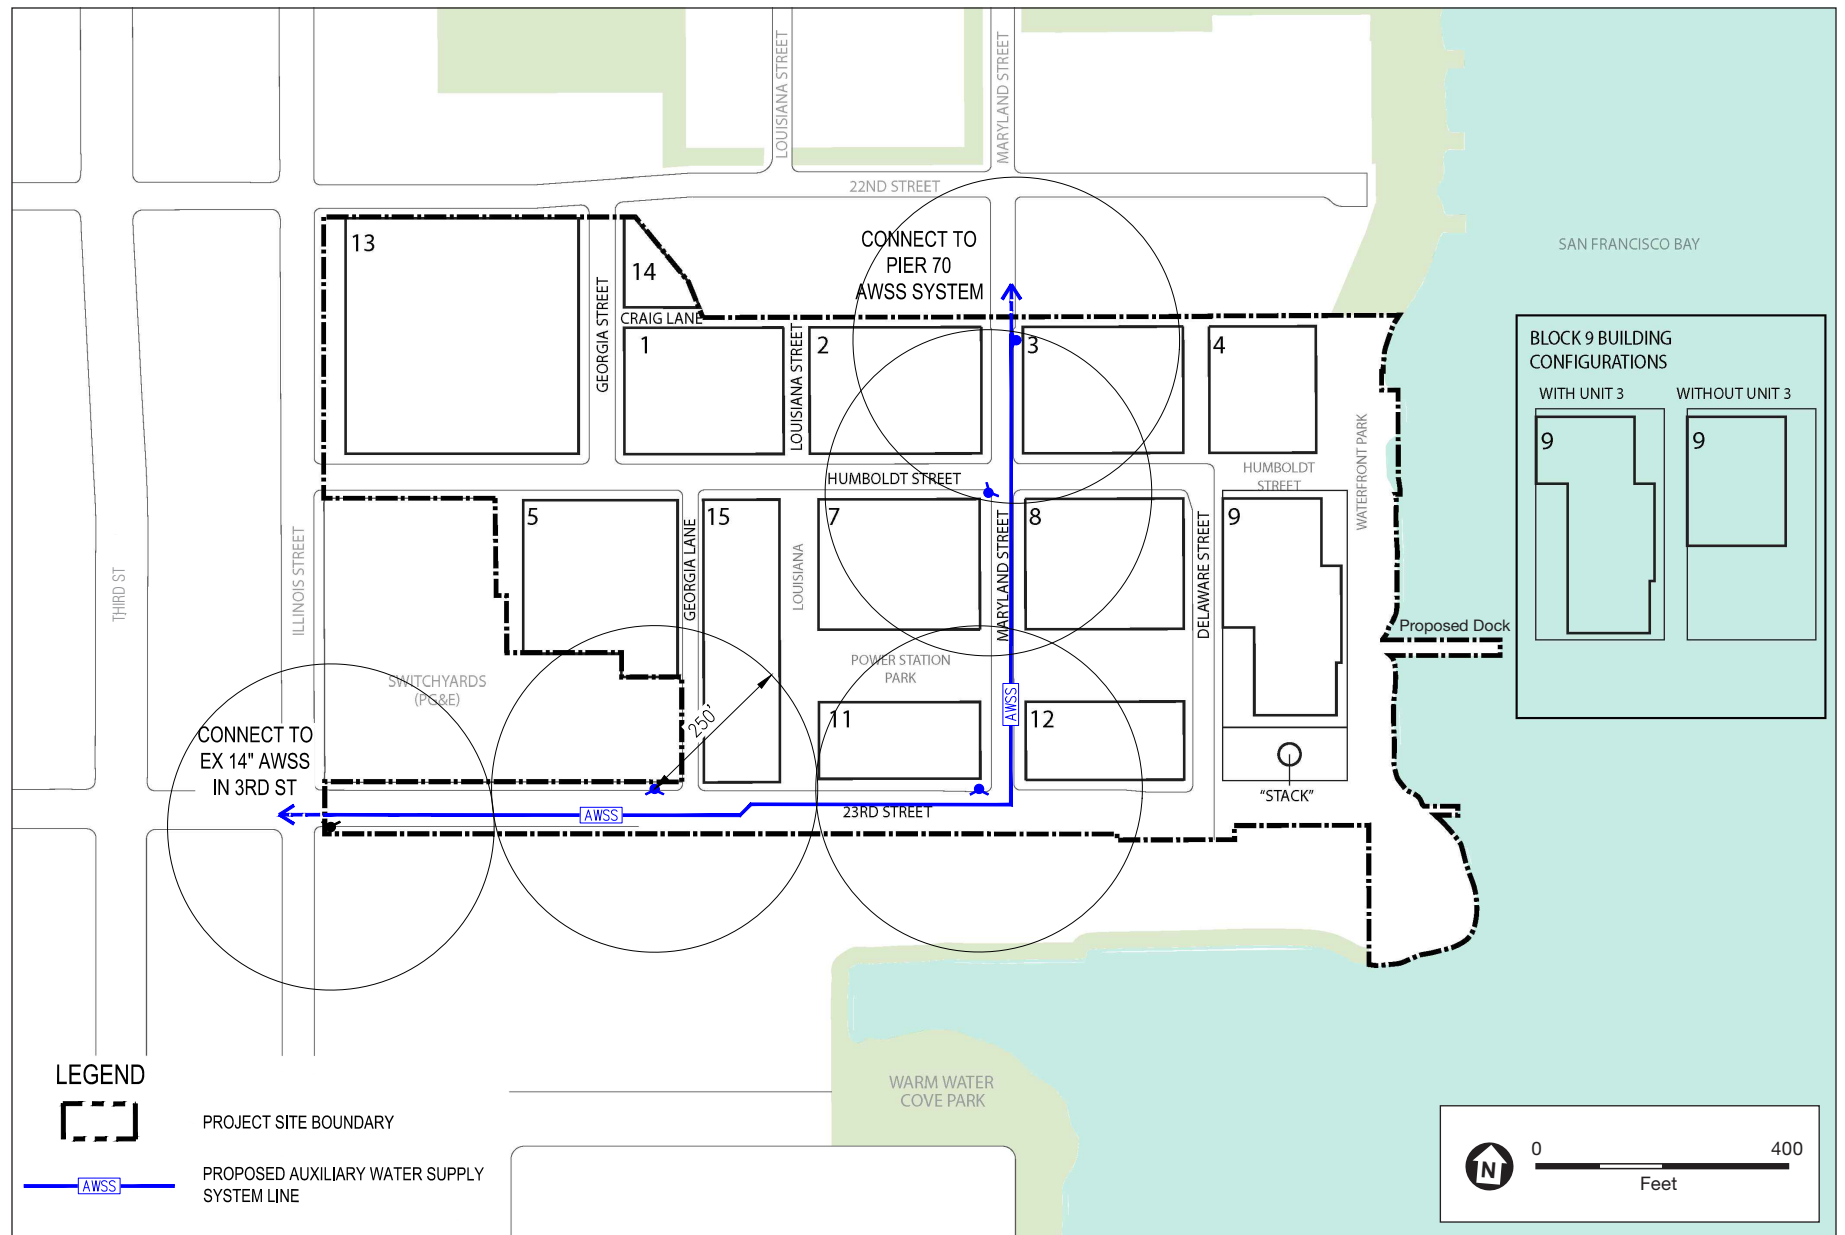 LOUISIANA STREET
MARYLAND STREET
22ND STREET
SAN FRANCISCO BAY
13
14
CONNECT TO
PIER 70
AWSS SYSTEM
GEORGIA STREET
CRAIG LANE
1
LOUISIANA STREET
2
3
4
BLOCK 9 BUILDING
CONFIGURATIONS
WITH UNIT 3
WITHOUT UNIT 3
9
9
HUMBOLDT STREET
HUMBOLDT
STREET
WATERFRONT PARK
THIRD ST
ILLINOIS STREET
5
GEORGIA LANE
15
LOUISIANA
7
MARYLAND STREET
8
DELAWARE STREET
9
Proposed Dock
SWITCHYARDS
(PG&E)
POWER STATION
PARK
CONNECT TO
EX 14" AWSS
IN 3RD ST
250'
11
AWSS
12
"STACK"
AWSS
23RD STREET
WARM WATER
COVE PARK
LEGEND
PROJECT SITE BOUNDARY
AWSS
PROPOSED AUXILIARY WATER SUPPLY
SYSTEM LINE
N
0
400
Feet